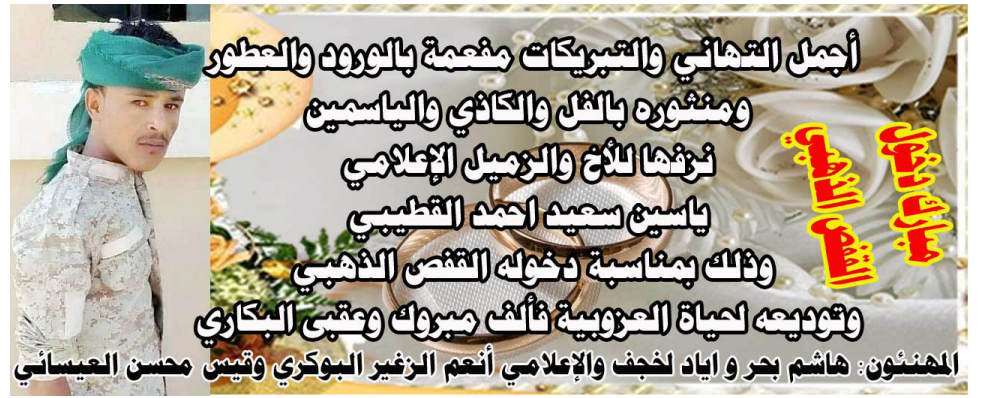 أجمل التهاني والتبريكات مفعمة بالورود والعطور
ومنثوره بالفل والكاذي والياسمين
نزفها للأخ والزميل الإعلامي
ياسين سعيد احمد القطيبي
وذلك بمناسبة دخوله القفص الذهبي
وتوديعه لحياة العزوبية فألف مبروك وعقبى البكاري
المهنئون: هاشم بحر و اياد لخجف والإعلامي أنعم الزغير البوكري وقيس محسن العيسائي
مبارك دخول
القفص الذهبي